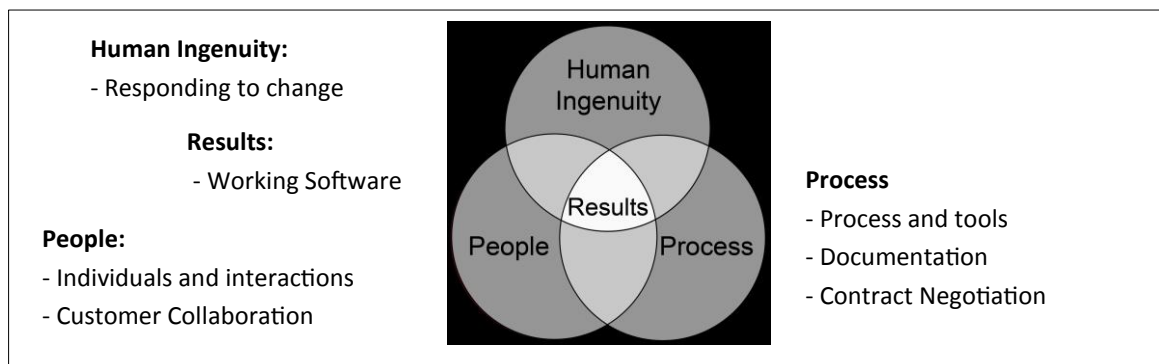 Human Ingenuity:
- Responding to change
Results:
- Working Software
People:
- Individuals and interactions
- Customer Collaboration
Human
Ingenuity
Results
People
Process
Process
- Process and tools
- Documentation
- Contract Negotiation